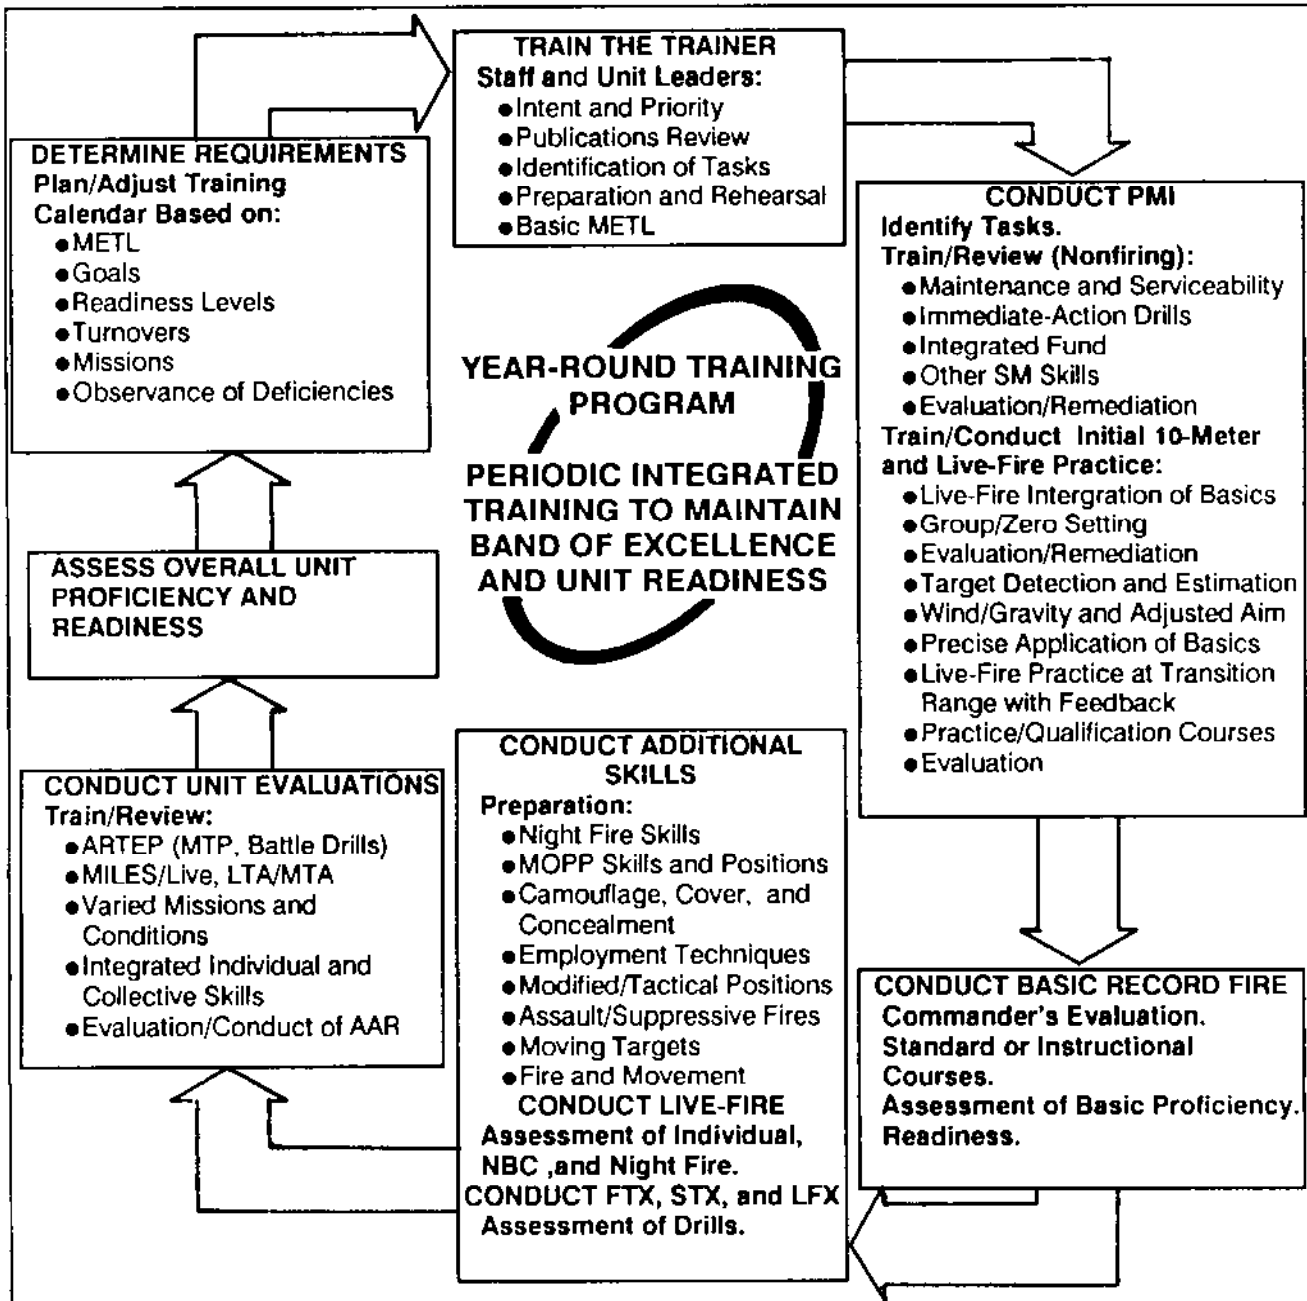 TRAIN THE TRAINER
Staff and Unit Leaders:
●Intent and Priority
●Publications Review
●Identification of Tasks
●Preparation and Rehearsal
●Basic METL
DETERMINE REQUIREMENTS
Plan/Adjust Training
Calendar Based on:
●METL
●Goals
●Readiness Levels
●Turnovers
●Missions
●Observance of Deficiencies
CONDUCT PMI
Identify Tasks.
Train/Review (Nonfiring):
●Maintenance and Serviceability
●Immediate-Action Drills
●Integrated Fund
●Other SM Skills
●Evaluation/Remediation
Train/Conduct Initial 10-Meter
and Live-Fire Practice:
●Live-Fire Intergration of Basics
●Group/Zero Setting
●Evaluation/Remediation
●Target Detection and Estimation
●Wind/Gravity and Adjusted Aim
●Precise Application of Basics
●Live-Fire Practice at Transition
Range with Feedback
●Practice/Qualification Courses
●Evaluation
YEAR-ROUND TRAINING
PROGRAM
PERIODIC INTEGRATED
TRAINING TO MAINTAIN
BAND OF EXCELLENCE
AND UNIT READINESS
ASSESS OVERALL UNIT
PROFICIENCY AND
READINESS
CONDUCT UNIT EVALUATIONS
Train/Review:
●ARTEP (MTP, Battle Drills)
●MILES/Live, LTA/MTA
●Varied Missions and
Conditions
●Integrated Individual and
Collective Skills
●Evaluation/Conduct of AAR
CONDUCT ADDITIONAL
SKILLS
Preparation:
●Night Fire Skills
●MOPP Skills and Positions
●Camouflage, Cover, and
Concealment
●Employment Techniques
●Modified/Tactical Positions
●Assault/Suppressive Fires
●Moving Targets
●Fire and Movement
CONDUCT LIVE-FIRE
Assessment of Individual,
NBC ,and Night Fire.
CONDUCT FTX, STX, and LFX
Assessment of Drills.
CONDUCT BASIC RECORD FIRE
Commander's Evaluation.
Standard or Instructional
Courses.
Assessment of Basic Proficiency.
Readiness.